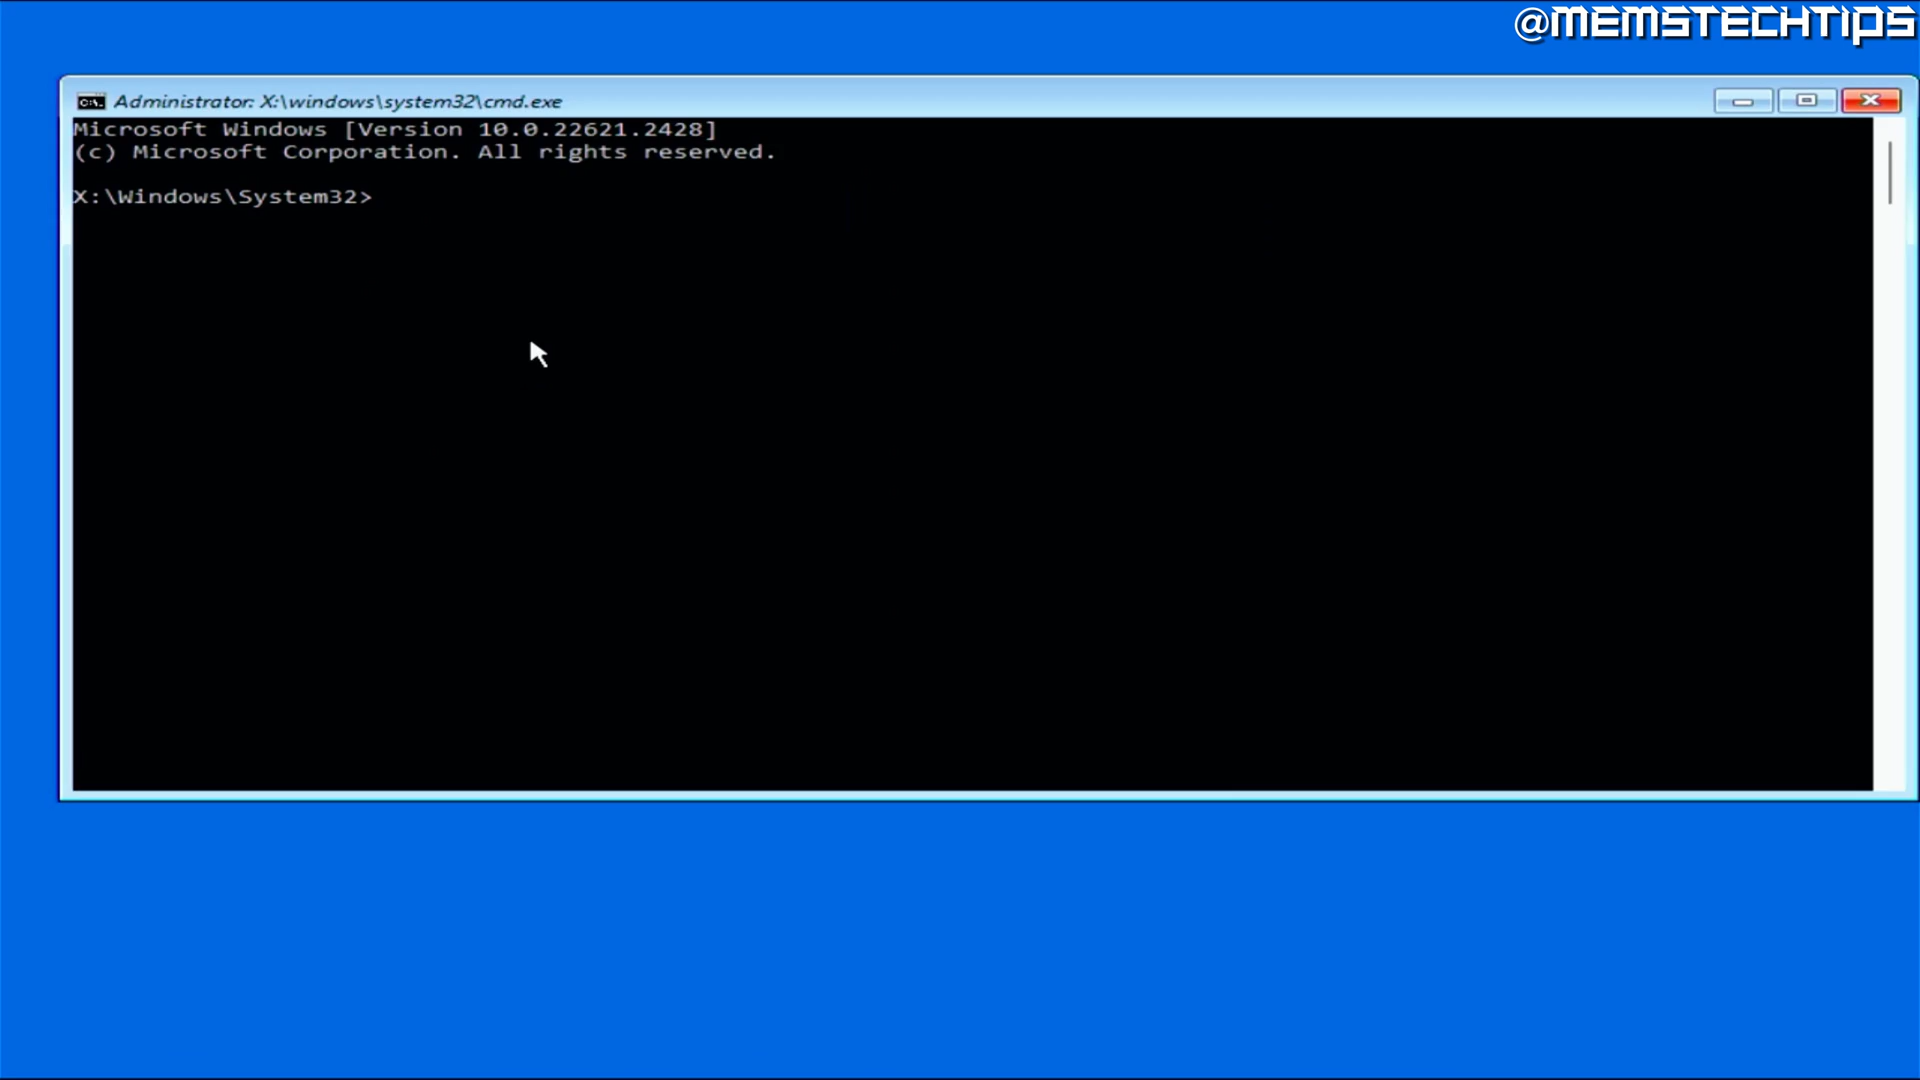 @MEMSTECHTIPS
Administrator: X:\windows\system32\cmd.exe
Microsoft Windows [Version 10.0.22621.2428]
(c) Microsoft Corporation. All rights reserved.
X:\Windows\System32>